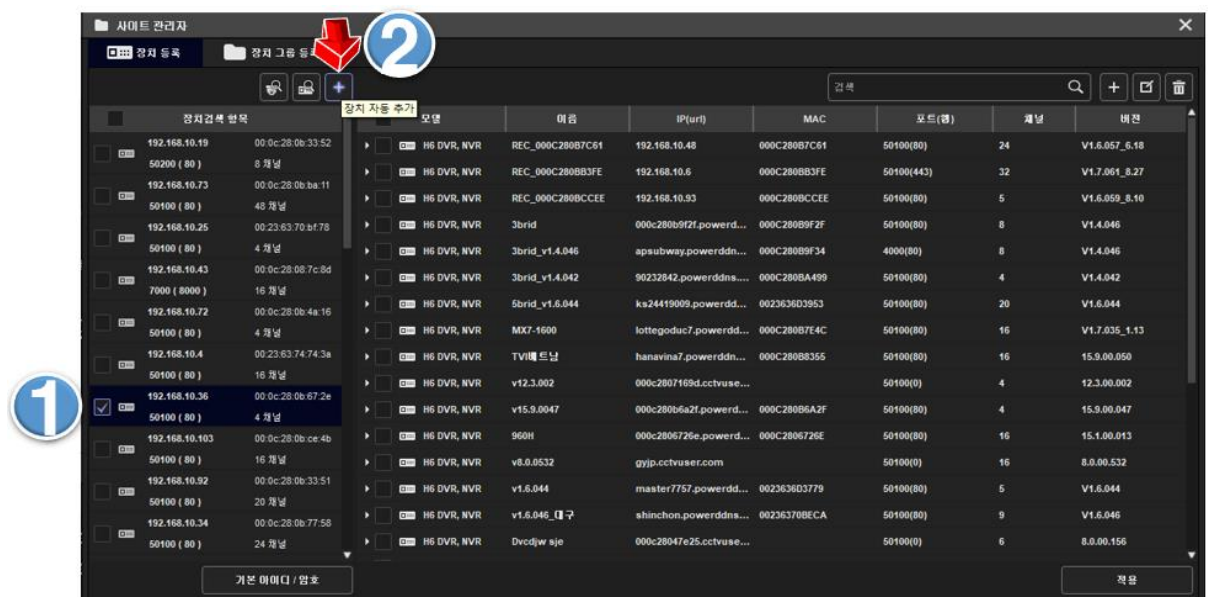 사이트 관리자
장치 등록 장치 그룹 등록
2
검색
장치 자동 추가
장치검색 항목
모델 이름 IP(url) MAC 포트(웹) 채널 버전
192.168.10.19 00:0c:28:0b:33:52
50200 ( 80 ) 8 채널
192.168.10.73 00:0c:28:0b:ba:11
50100 ( 80 ) 48 채널
192.168.10.25 00:23:63:70:bf:78
50100 ( 80 ) 4 채널
192.168.10.43 00:0c:28:08:7c:8d
7000 ( 8000 ) 16 채널
192.168.10.72 00:0c:28:0b:4a:16
50100 ( 80 ) 4 채널
192.168.10.4 00:23:63:74:74:3a
50100 ( 80 ) 16 채널
1
192.168.10.36 00:0c:28:0b:67:2e
50100 ( 80 ) 4 채널
192.168.10.103 00:0c:28:0b:ce:4b
50100 ( 80 ) 16 채널
192.168.10.92 00:0c:28:0b:33:51
50100 ( 80 ) 20 채널
192.168.10.34 00:0c:28:0b:77:58
50100 ( 80 ) 24 채널
H6 DVR, NVR REC_000C280B7C61 192.168.10.48 000C280B7C61 50100(80) 24 V1.6.057_6.18
H6 DVR, NVR REC_000C280BB3FE 192.168.10.6 000C280BB3FE 50100(443) 32 V1.7.061_8.27
H6 DVR, NVR REC_000C280BCCEE 192.168.10.93 000C280BCCEE 50100(80) 5 V1.6.059_8.10
H6 DVR, NVR 3brid 000c280b9f2f.powerd... 000C280B9F2F 50100(80) 8 V1.4.046
H6 DVR, NVR 3brid_v1.4.046 apsubway.powerddn... 000C280B9F34 4000(80) 8 V1.4.046
H6 DVR, NVR 3brid_v1.4.042 90232842.powerddns.... 000C280BA499 50100(80) 4 V1.4.042
H6 DVR, NVR 5brid_v1.6.044 ks24419009.powerdd... 0023636D3953 50100(80) 20 V1.6.044
H6 DVR, NVR MX7-1600 lottegoduc7.powerdd... 000C280B7E4C 50100(80) 16 V1.7.035_1.13
H6 DVR, NVR TVI베트남 hanavina7.powerddn... 000C28088355 50100(80) 16 15.9.00.050
H6 DVR, NVR v12.3.002 000c2807169d.cctvuse... 50100(0) 4 12.3.00.002
H6 DVR, NVR v15.9.0047 000c280b6a2f.powerd... 000C280B6A2F 50100(80) 4 15.9.00.047
H6 DVR, NVR 960H 000c2806726e.powerd... 000C2806726E 50100(80) 16 15.1.00.013
H6 DVR, NVR v8.0.0532 gyjp.cctvuser.com 50100(0) 16 8.0.00.532
H6 DVR, NVR v1.6.044 master7757.powerdd... 0023636D3779 50100(80) 5 V1.6.044
H6 DVR, NVR v1.6.046_대구 shinchon.powerddns... 00236370BECA 50100(80) 9 V1.6.046
H6 DVR, NVR Dvcdjw sje 000c28047e25.cctvuse... 50100(0) 6 8.0.00.156
기본 아이디 / 암호
적용